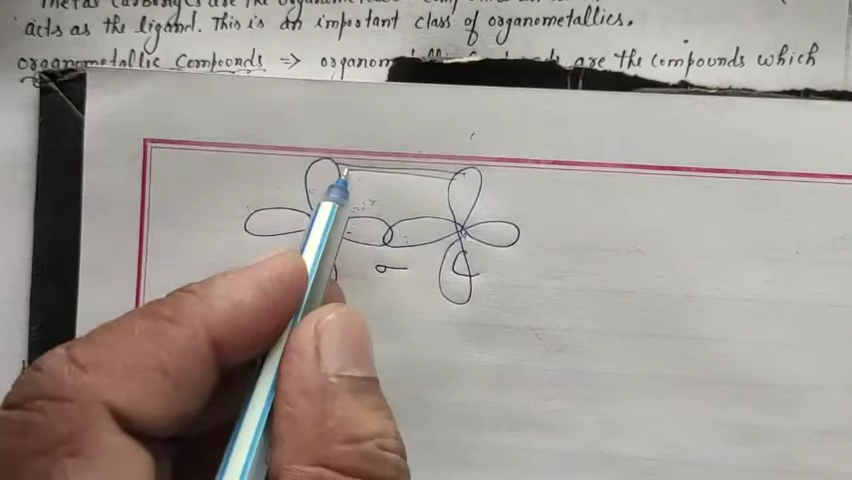 acts as the ligand. This is an important class of organometallics.
organometallic Compounds => are the compounds which
σ C